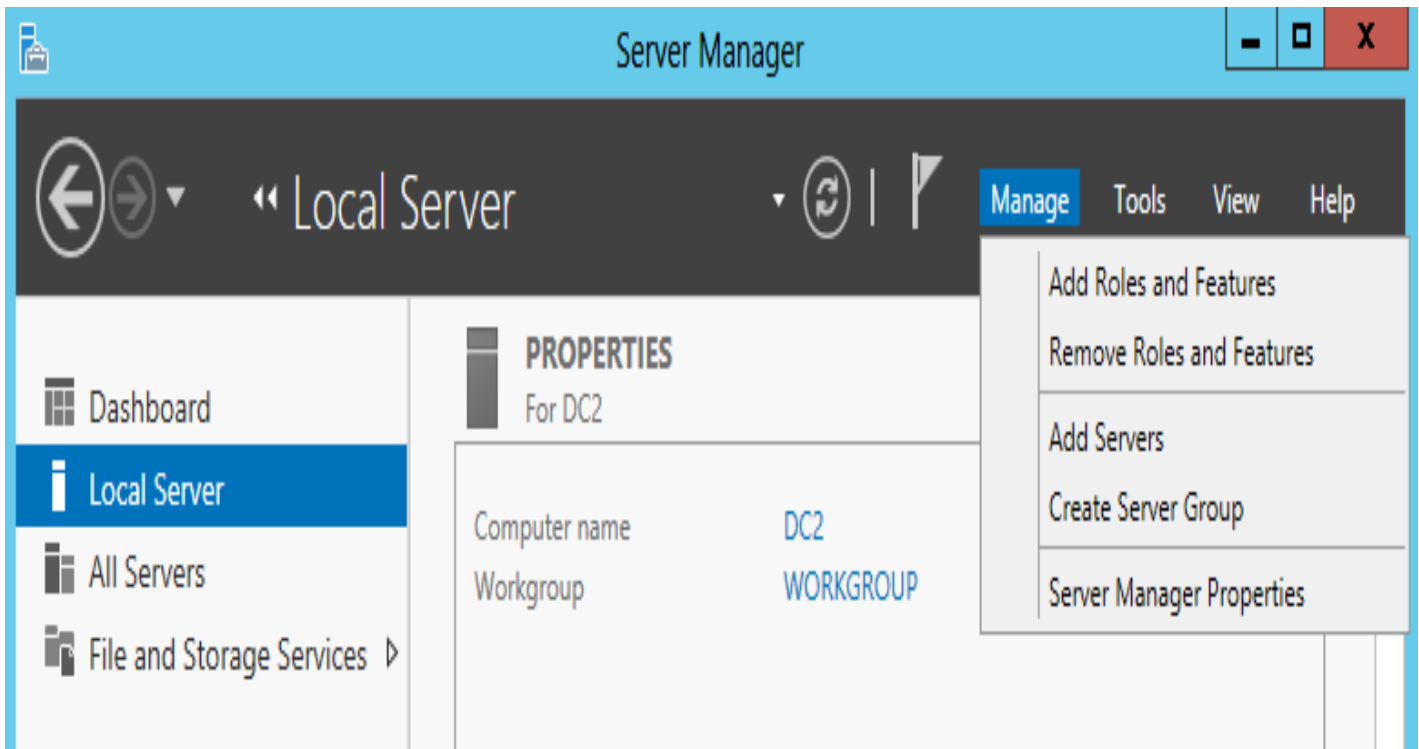 Server Manager
Local Server
Manage Tools View Help
Add Roles and Features
Remove Roles and Features
Add Servers
Create Server Group
Server Manager Properties
Dashboard
Local Server
All Servers
File and Storage Services
PROPERTIES
For DC2
Computer name DC2
Workgroup WORKGROUP